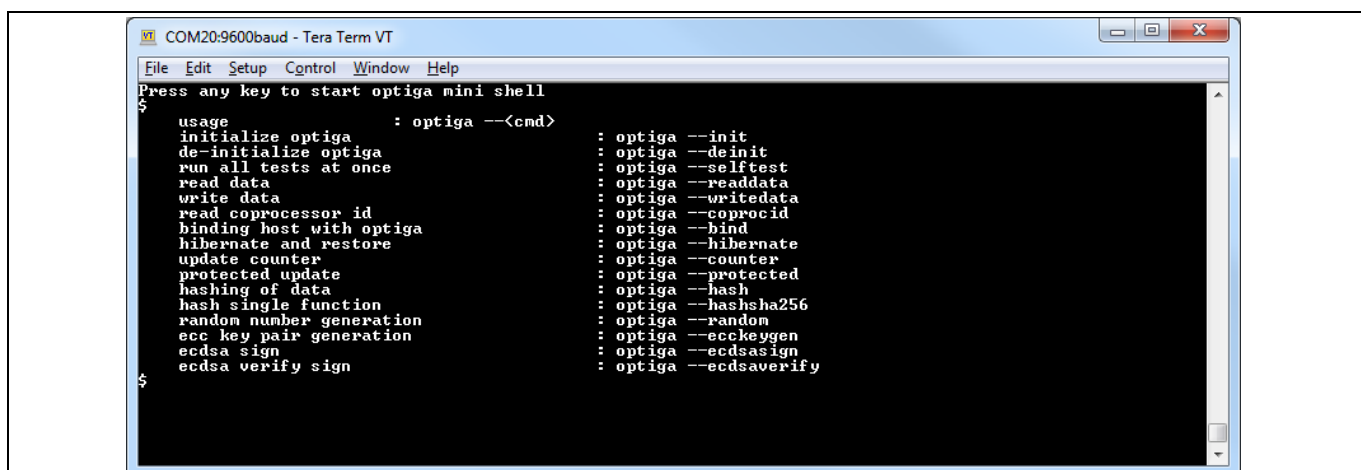 COM20:9600baud - Tera Term VT
File Edit Setup Control Window Help
Press any key to start optiga mini shell
$
usage : optiga --<cmd>
initialize optiga : optiga --init
de-initialize optiga : optiga --deinit
run all tests at once : optiga --selftest
read data : optiga --readdata
write data : optiga --writedata
read coprocessor id : optiga --coprocid
binding host with optiga : optiga --bind
hibernate and restore : optiga --hibernate
update counter : optiga --counter
protected update : optiga --protected
hashing of data : optiga --hash
hash single function : optiga --hashsha256
random number generation : optiga --random
ecc key pair generation : optiga --ecckeygen
ecdsa sign : optiga --ecdsasign
ecdsa verify sign : optiga --ecdsaverify
$